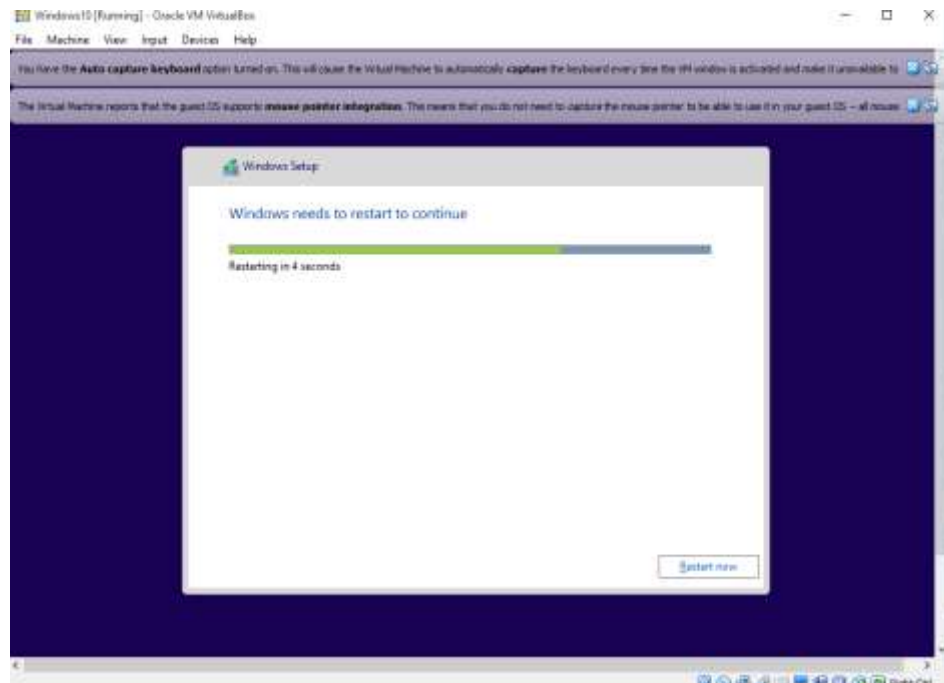 Windows10 [Running] - Oracle VM VirtualBox
File Machine View Input Devices Help
You have the Auto capture keyboard option turned on. This will cause the Virtual Machine to automatically capture the keyboard every time the VM window is activated and make it unavailable to
The Virtual Machine reports that the guest OS supports mouse pointer integration. This means that you do not need to capture the mouse pointer to be able to use it in your guest OS -- all mouse
Windows Setup
Windows needs to restart to continue
Restarting in 4 seconds
Restart now